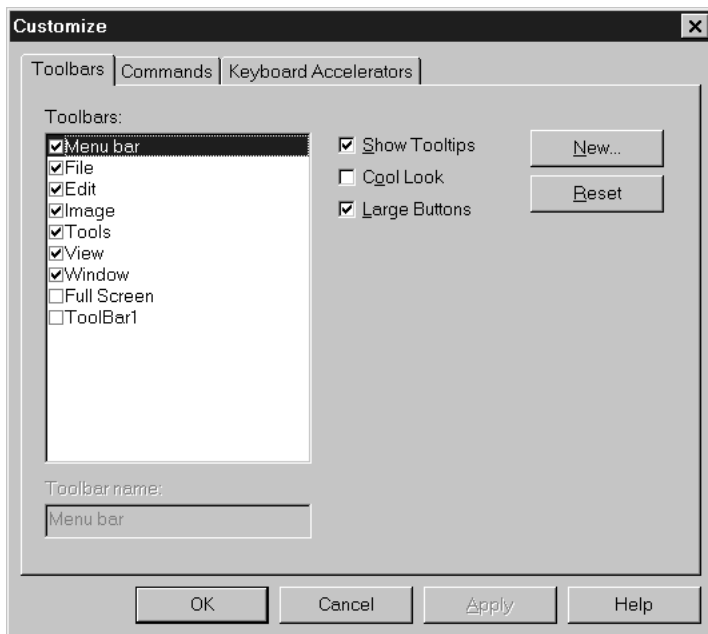 Customize
Toolbars Commands Keyboard Accelerators
Toolbars:
Menu bar
File
Edit
Image
Tools
View
Window
Full Screen
ToolBar1
Show Tooltips
Cool Look
Large Buttons
New...
Reset
Toolbar name:
Menu bar
OK Cancel Apply Help